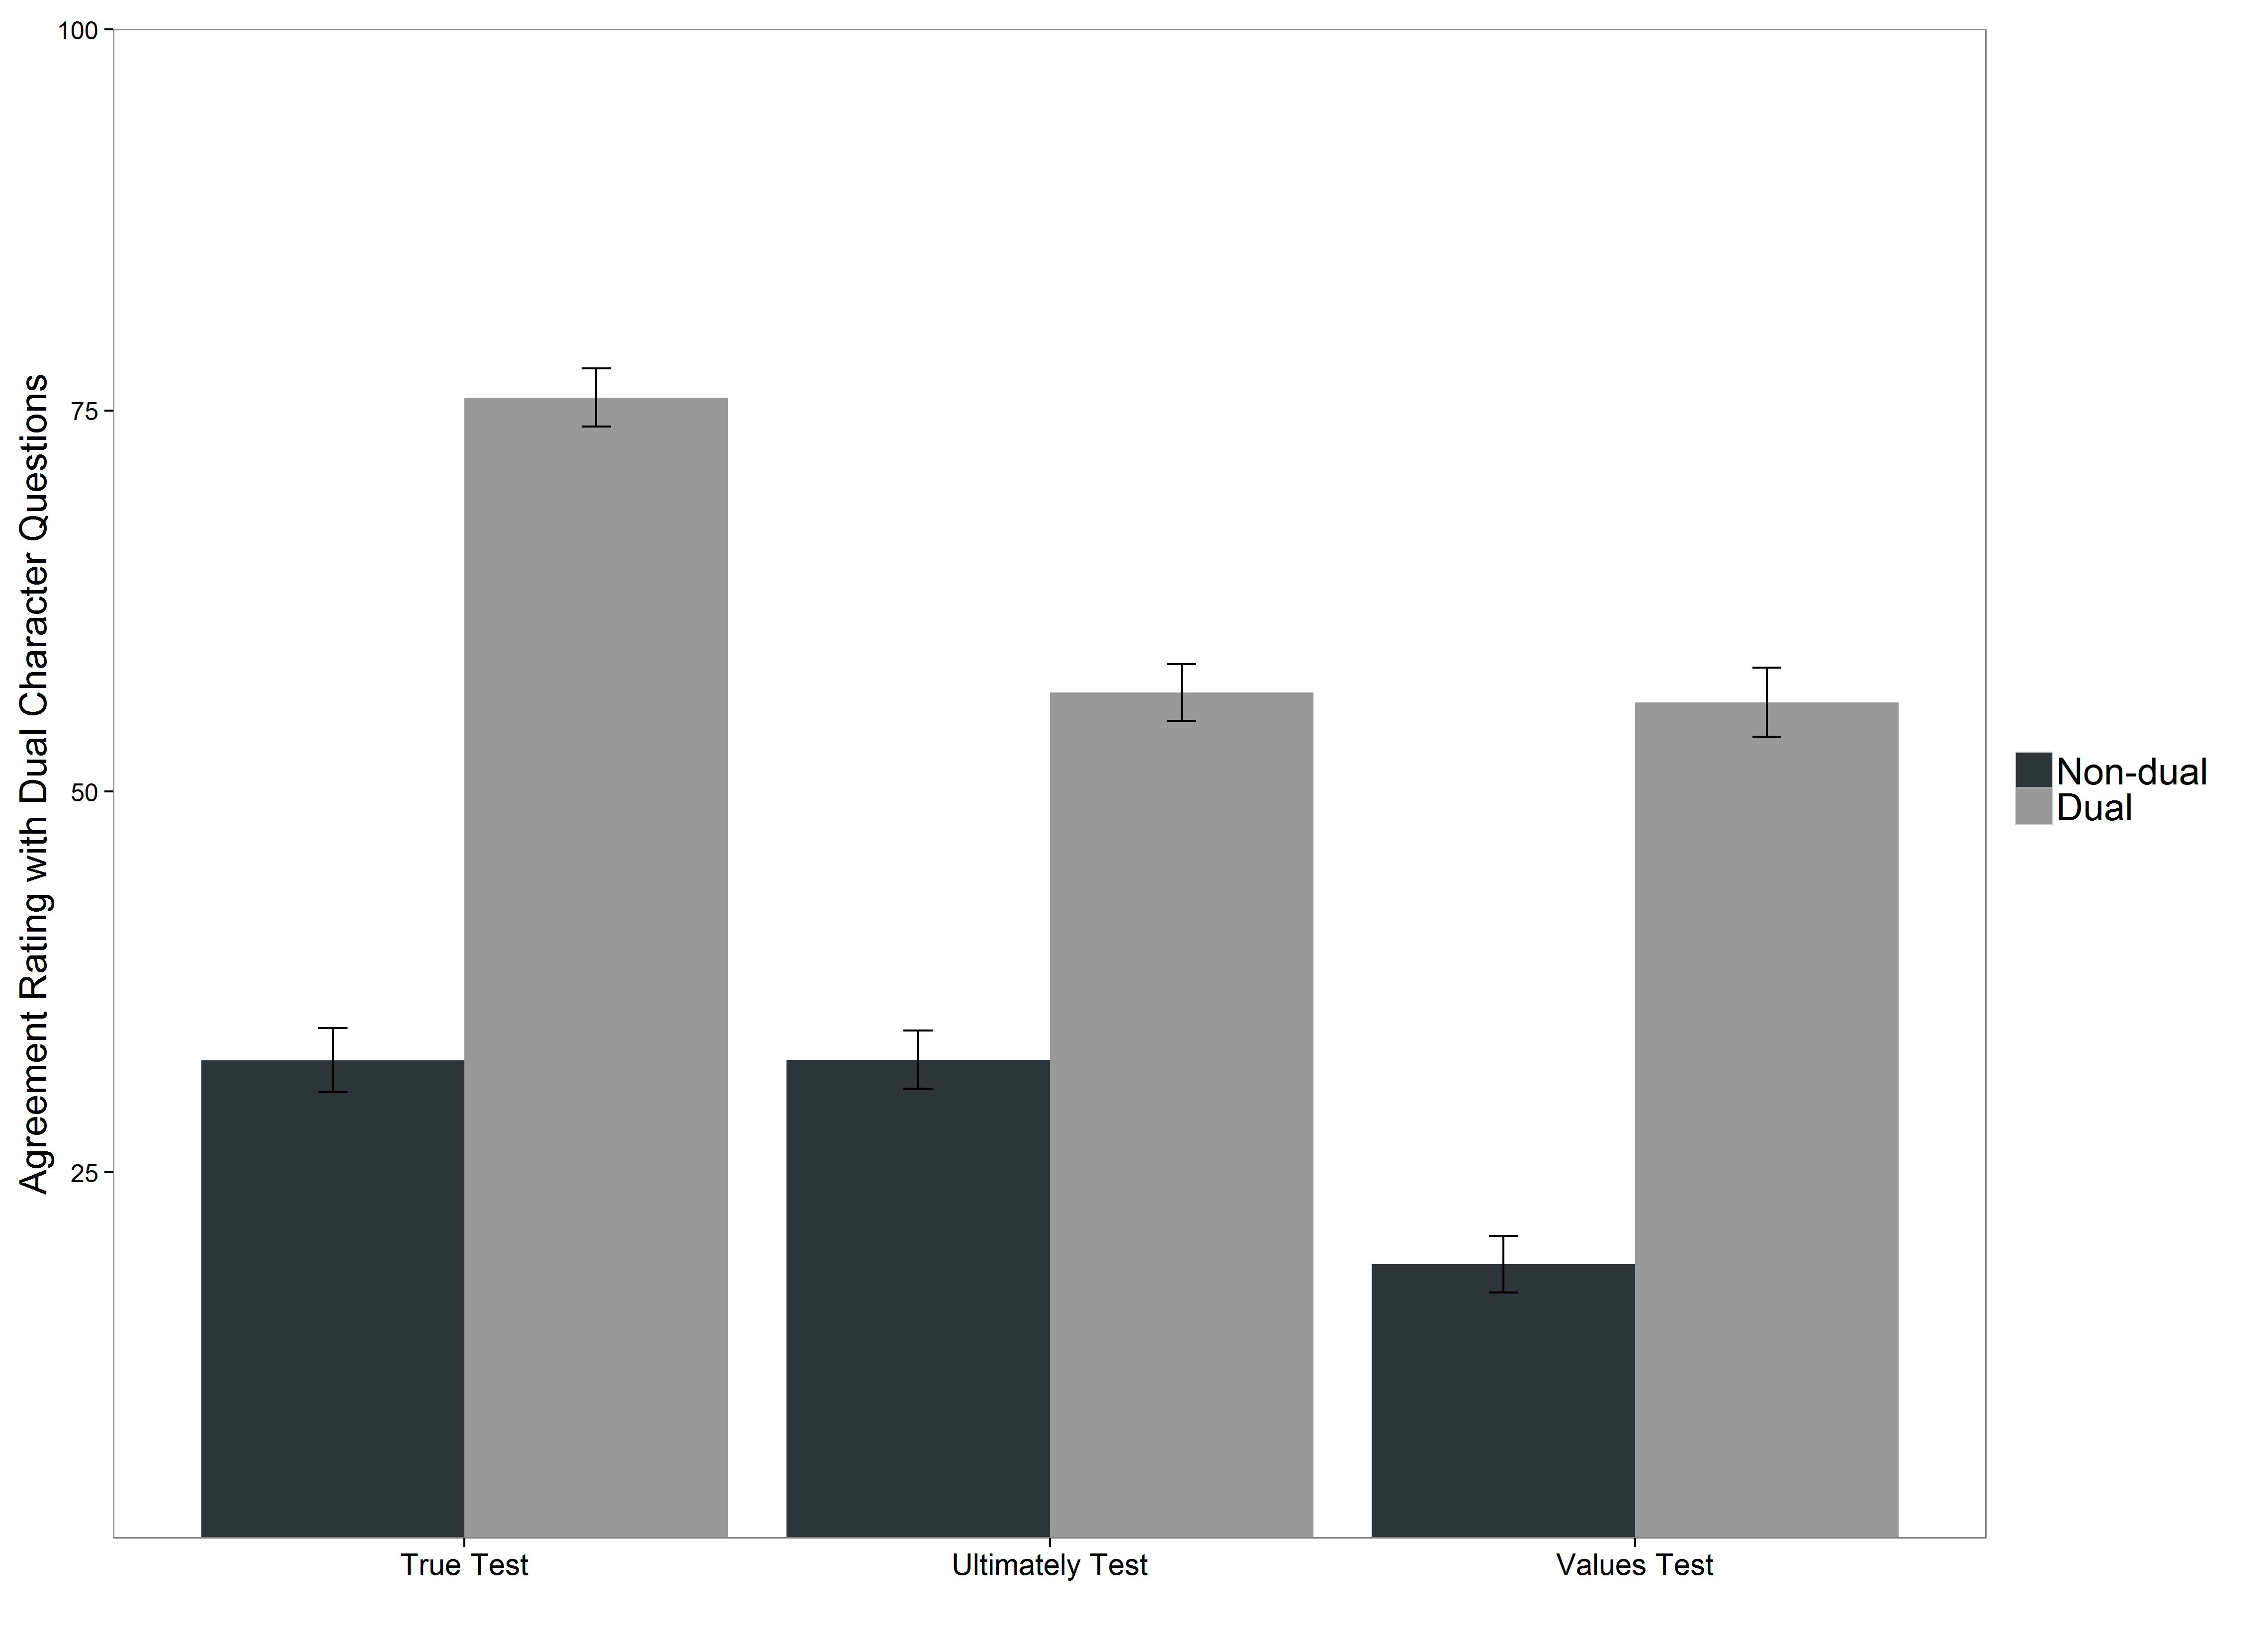 Agreement Rating with Dual Character Questions
100
75
50
25
True Test
Ultimately Test
Values Test
Non-dual
Dual